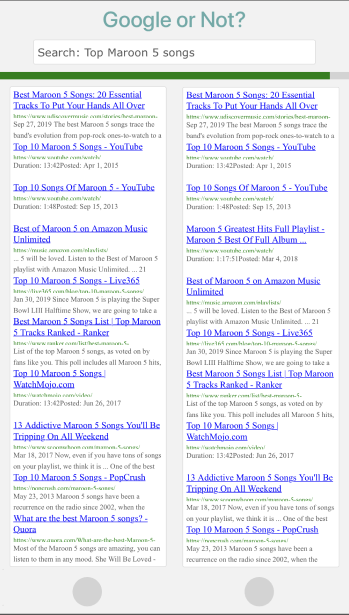 Google or Not?
Search: Top Maroon 5 songs
Best Maroon 5 Songs: 20 Essential
Tracks To Put Your Hands All Over
https://www.udiscovermusic.com/stories/best-maroon-
Sep 27, 2019 The best Maroon 5 songs trace the
band's evolution from pop-rock ones-to-watch to a
Top 10 Maroon 5 Songs - YouTube
https://www.youtube.com/watch/
Duration: 13:42Posted: Apr 1, 2015
Top 10 Songs Of Maroon 5 - YouTube
https://www.youtube.com/watch/
Duration: 1:48Posted: Sep 15, 2013
Best of Maroon 5 on Amazon Music
Unlimited
https://music.amazon.com/playlists/
... 5 will be loved. Listen to the Best of Maroon 5
playlist with Amazon Music Unlimited. ... 21
Top 10 Maroon 5 Songs - Live365
https://live365.com/blog/top-10-maroon-5-songs/
Jan 30, 2019 Since Maroon 5 is playing the Super
Bowl LIII Halftime Show, we are going to take a
Best Maroon 5 Songs List | Top Maroon
5 Tracks Ranked - Ranker
https://www.ranker.com/list/best-maroon-5-
List of the top Maroon 5 songs, as voted on by
fans like you. This poll includes all Maroon 5 hits,
Top 10 Maroon 5 Songs |
WatchMojo.com
https://watchmojo.com/video/
Duration: 13:42Posted: Jun 26, 2017
13 Addictive Maroon 5 Songs You'll Be
Tripping On All Weekend
https://www.scoopwhoop.com/maroon-5-songs/
Mar 18, 2017 Now, even if you have tons of songs
on your playlist, we think it is ... One of the best
Top 10 Maroon 5 Songs - PopCrush
https://popcrush.com/maroon-5-songs/
May 23, 2013 Maroon 5 songs have been a
recurrence on the radio since 2002, when the
What are the best Maroon 5 songs? -
Quora
https://www.quora.com/What-are-the-best-Maroon-5-
Most of the Maroon 5 songs are amazing, you can
listen to them in any mood. She Will Be Loved -
Best Maroon 5 Songs: 20 Essential
Tracks To Put Your Hands All Over
https://www.udiscovermusic.com/stories/best-maroon-
Sep 27, 2019 The best Maroon 5 songs trace the
band's evolution from pop-rock ones-to-watch to a
Top 10 Maroon 5 Songs - YouTube
https://www.youtube.com/watch/
Duration: 13:42Posted: Apr 1, 2015
Top 10 Songs Of Maroon 5 - YouTube
https://www.youtube.com/watch/
Duration: 1:48Posted: Sep 15, 2013
Maroon 5 Greatest Hits Full Playlist -
Maroon 5 Best Of Full Album ...
https://www.youtube.com/watch/
Duration: 1:17:51Posted: Mar 4, 2018
Best of Maroon 5 on Amazon Music
Unlimited
https://music.amazon.com/playlists/
... 5 will be loved. Listen to the Best of Maroon 5
playlist with Amazon Music Unlimited. ... 21
Top 10 Maroon 5 Songs - Live365
https://live365.com/blog/top-10-maroon-5-songs/
Jan 30, 2019 Since Maroon 5 is playing the Super
Bowl LIII Halftime Show, we are going to take a
Best Maroon 5 Songs List | Top Maroon
5 Tracks Ranked - Ranker
https://www.ranker.com/list/best-maroon-5-
List of the top Maroon 5 songs, as voted on by
fans like you. This poll includes all Maroon 5 hits,
Top 10 Maroon 5 Songs |
WatchMojo.com
https://watchmojo.com/video/
Duration: 13:42Posted: Jun 26, 2017
13 Addictive Maroon 5 Songs You'll Be
Tripping On All Weekend
https://www.scoopwhoop.com/maroon-5-songs/
Mar 18, 2017 Now, even if you have tons of songs
on your playlist, we think it is ... One of the best
Top 10 Maroon 5 Songs - PopCrush
https://popcrush.com/maroon-5-songs/
May 23, 2013 Maroon 5 songs have been a
recurrence on the radio since 2002, when the